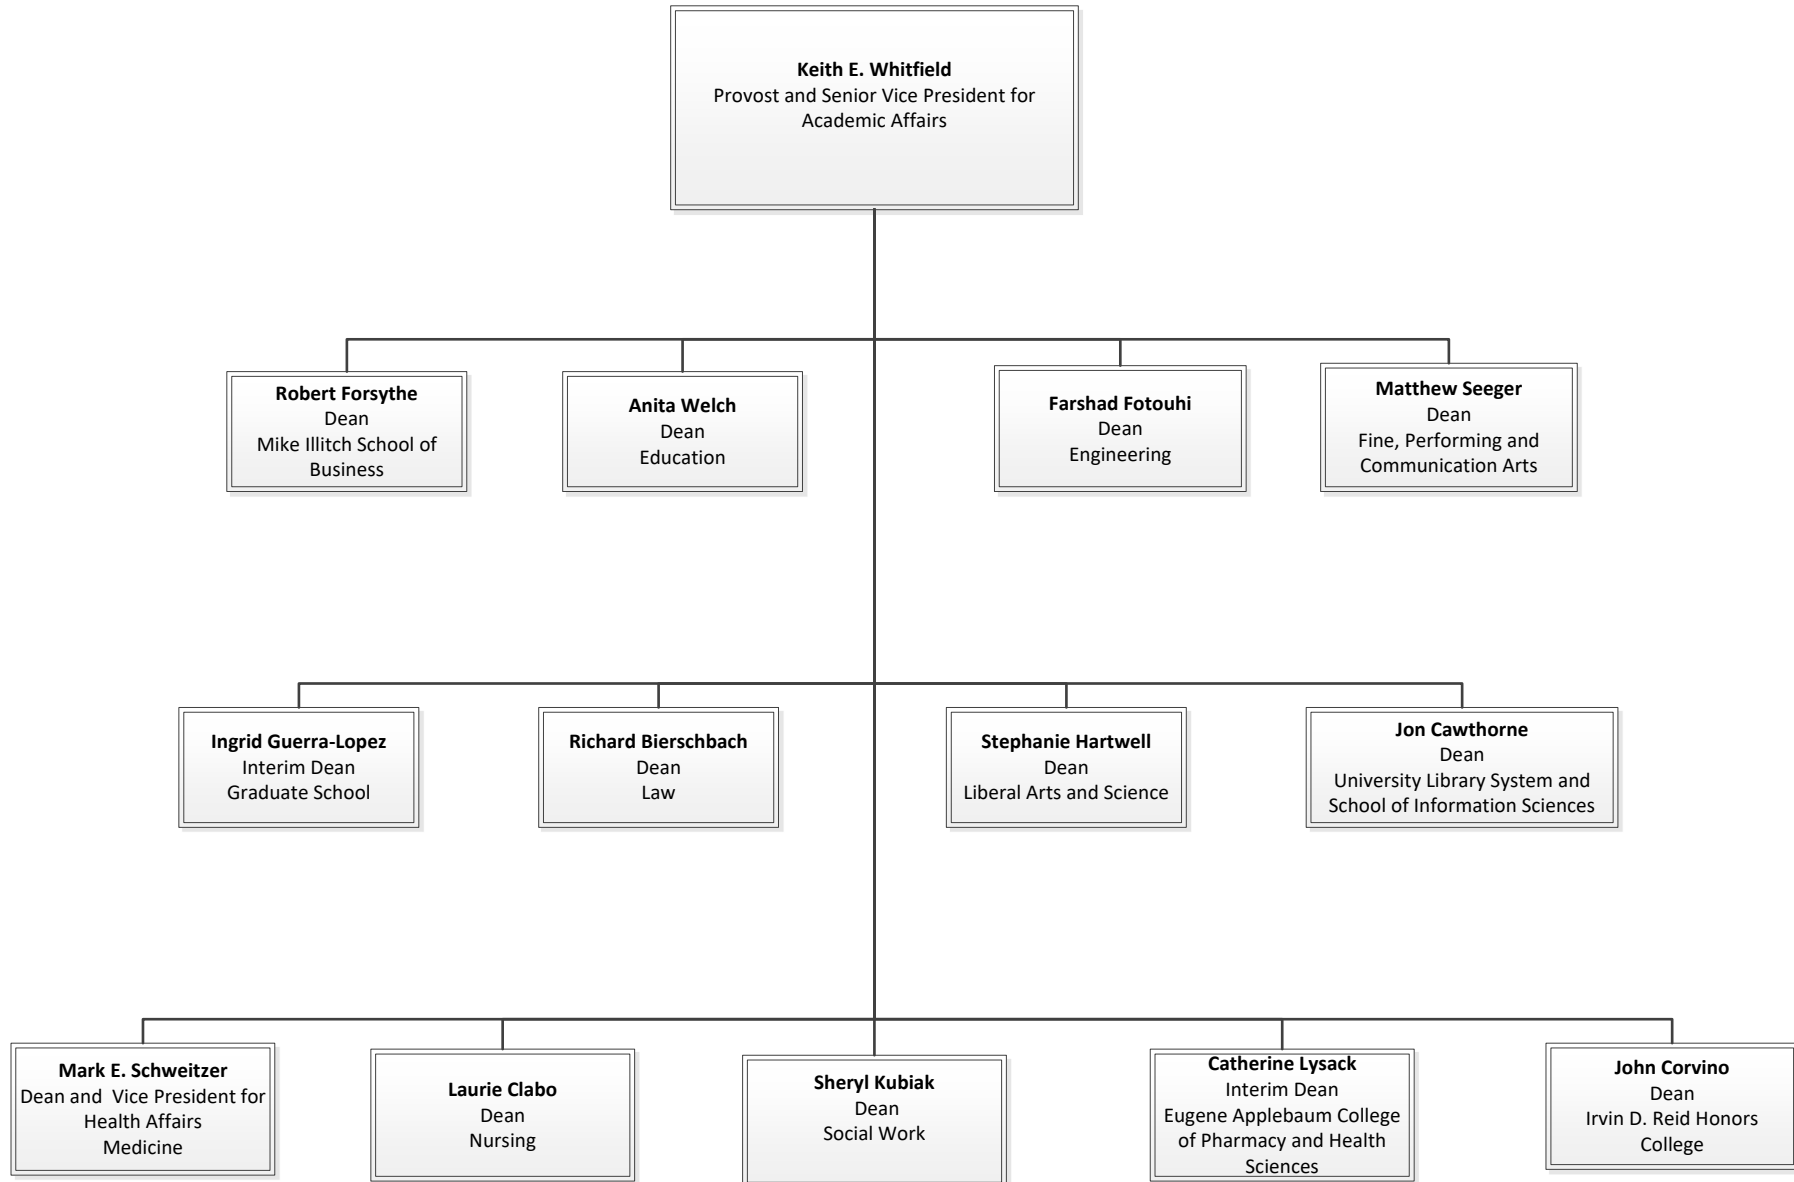 Keith E. Whitfield
Provost and Senior Vice President for
Academic Affairs
Robert Forsythe
Dean
Mike Illitch School of
Business
Anita Welch
Dean
Education
Farshad Fotouhi
Dean
Engineering
Matthew Seeger
Dean
Fine, Performing and
Communication Arts
Ingrid Guerra-Lopez
Interim Dean
Graduate School
Richard Bierschbach
Dean
Law
Stephanie Hartwell
Dean
Liberal Arts and Science
Jon Cawthorne
Dean
University Library System and
School of Information Sciences
Mark E. Schweitzer
Dean and Vice President for
Health Affairs
Medicine
Laurie Clabo
Dean
Nursing
Sheryl Kubiak
Dean
Social Work
Catherine Lysack
Interim Dean
Eugene Applebaum College
of Pharmacy and Health
Sciences
John Corvino
Dean
Irvin D. Reid Honors
College